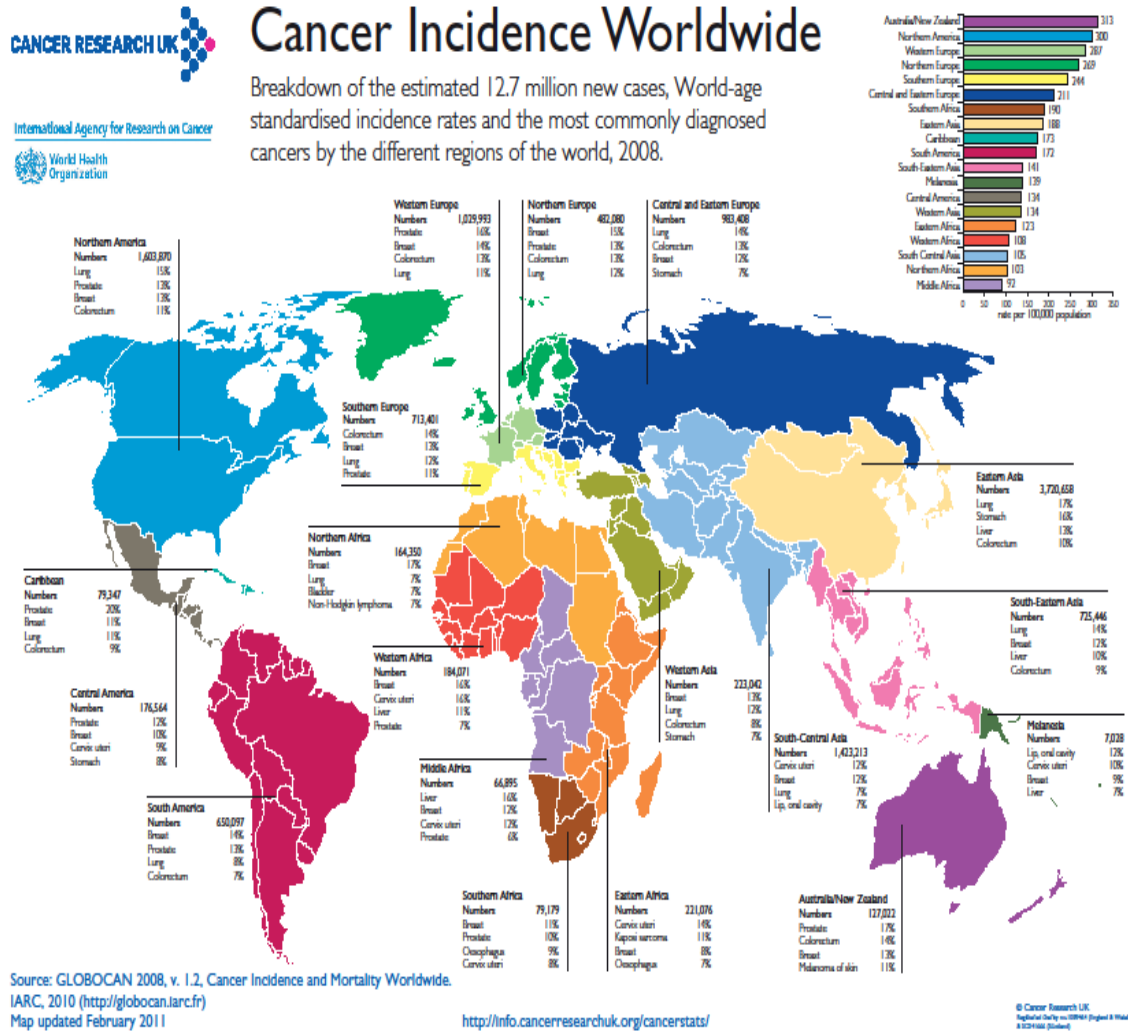 CANCER RESEARCH UK
International Agency for Research on Cancer
World Health
Organization
Cancer Incidence Worldwide
Breakdown of the estimated 12.7 million new cases, World-age
standardised incidence rates and the most commonly diagnosed
cancers by the different regions of the world, 2008.
Australia/New Zealand 313
Northern America 300
Western Europe 287
Northern Europe 269
Southern Europe 244
Central and Eastern Europe 211
Southern Africa 190
Eastern Asia 188
Caribbean 173
South America 172
South-Eastern Asia 141
Melanesia 139
Central America 134
Western Asia 134
Eastern Africa 123
Western Africa 108
South Central Asia 105
Northern Africa 103
Middle Africa 92
0 50 100 150 200 250 300 350
rate per 100,000 population
Northern America
Numbers 1,603,870
Lung 15%
Prostate 13%
Breast 13%
Colorectum 11%
Western Europe
Numbers 1,029,993
Prostate 16%
Breast 14%
Colorectum 13%
Lung 11%
Northern Europe
Numbers 482,080
Breast 15%
Prostate 13%
Colorectum 13%
Lung 12%
Central and Eastern Europe
Numbers 983,408
Lung 14%
Colorectum 13%
Breast 12%
Stomach 7%
Southern Europe
Numbers 713,401
Colorectum 14%
Breast 13%
Lung 12%
Prostate 11%
Eastern Asia
Numbers 3,720,658
Lung 17%
Stomach 16%
Liver 13%
Colorectum 10%
Northern Africa
Numbers 164,350
Breast 17%
Lung 7%
Bladder 7%
Non-Hodgkin lymphoma 7%
Caribbean
Numbers 79,347
Prostate 20%
Breast 11%
Lung 11%
Colorectum 9%
South-Eastern Asia
Numbers 725,446
Lung 14%
Breast 12%
Liver 10%
Colorectum 9%
Western Africa
Numbers 184,071
Breast 16%
Cervix uteri 16%
Liver 11%
Prostate 7%
Western Asia
Numbers 223,042
Breast 13%
Lung 12%
Colorectum 8%
Stomach 7%
Central America
Numbers 176,564
Prostate 12%
Breast 10%
Cervix uteri 9%
Stomach 8%
South-Central Asia
Numbers 1,423,213
Cervix uteri 12%
Breast 12%
Lung 7%
Lip, oral cavity 7%
Melanesia
Numbers 7,028
Lip, oral cavity 12%
Cervix uteri 10%
Breast 9%
Liver 7%
Middle Africa
Numbers 66,895
Liver 16%
Breast 12%
Cervix uteri 12%
Prostate 6%
South America
Numbers 650,097
Breast 14%
Prostate 13%
Lung 8%
Colorectum 7%
Southern Africa
Numbers 79,179
Breast 11%
Prostate 10%
Oesophagus 9%
Cervix uteri 8%
Eastern Africa
Numbers 221,076
Cervix uteri 14%
Kaposi sarcoma 11%
Breast 8%
Oesophagus 7%
Australia/New Zealand
Numbers 127,022
Prostate 17%
Colorectum 14%
Breast 13%
Melanoma of skin 11%
Source: GLOBOCAN 2008, v. 1.2, Cancer Incidence and Mortality Worldwide.
IARC, 2010 (http://globocan.iarc.fr)
Map updated February 2011
http://info.cancerresearchuk.org/cancerstats/
© Cancer Research UK